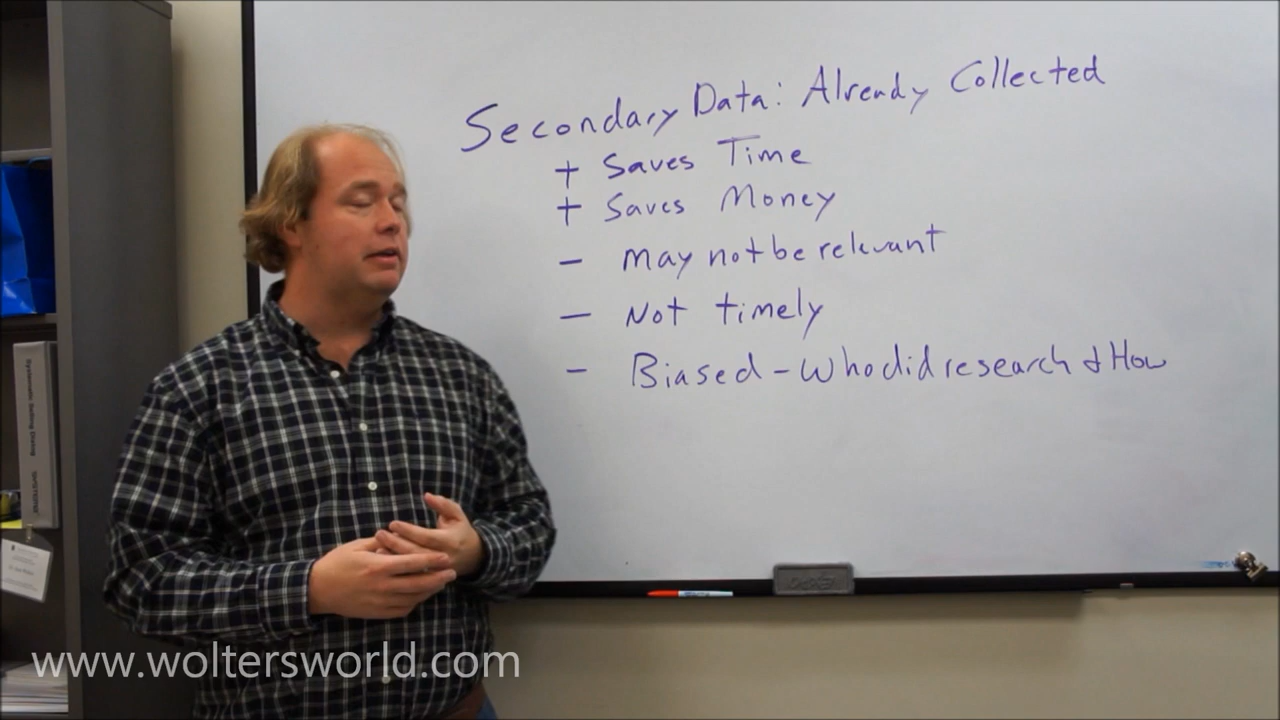 Secondary Data: Already Collected
+ Saves Time
+ Saves Money
- may not be relevant
- Not timely
- Biased - Who did research & How
www.woltersworld.com